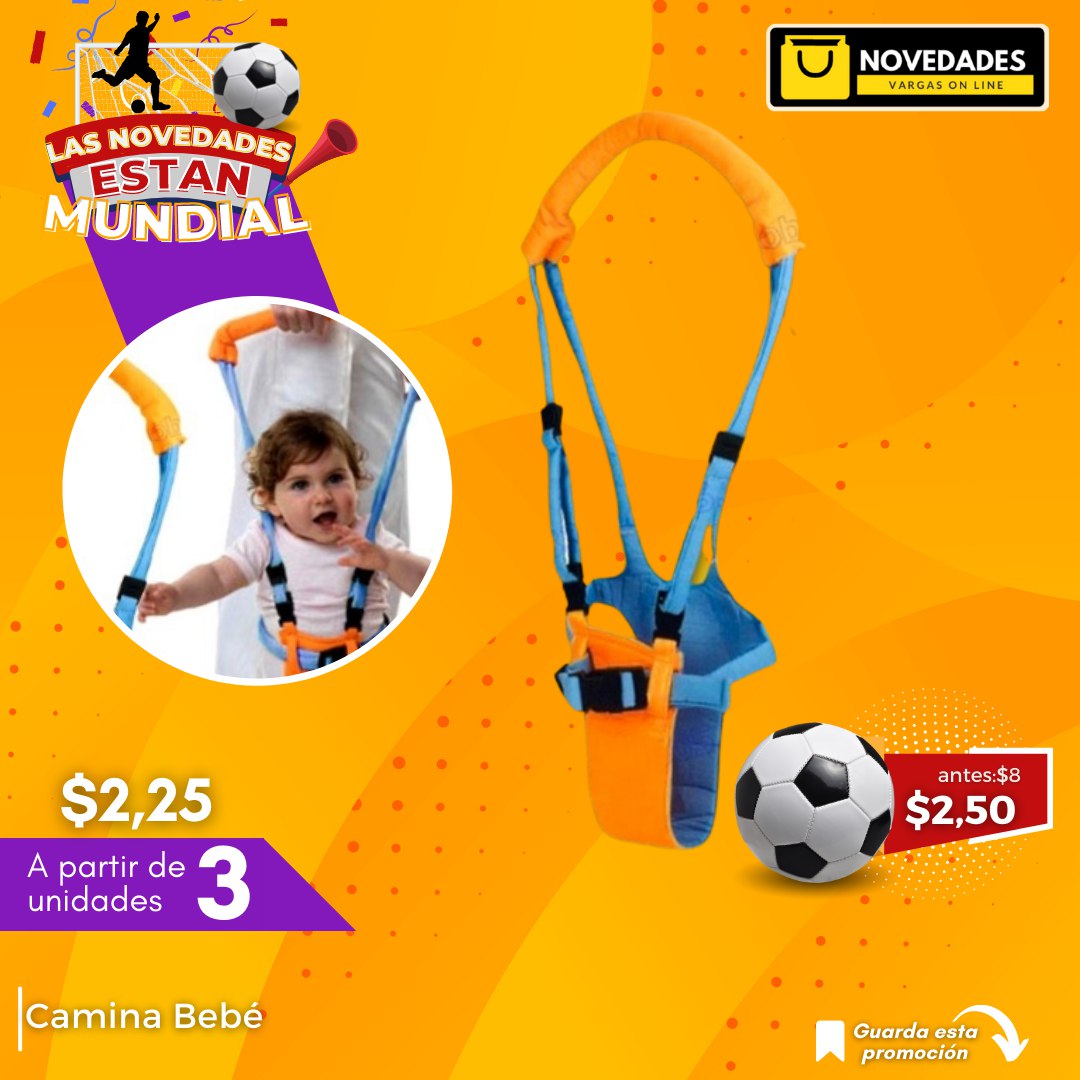 LAS NOVEDADES
ESTAN
MUNDIAL
NOVEDADES
VARGAS ON LINE
antes:$8
$2,50
$2,25
A partir de 3
unidades
Camina Bebé
Guarda esta
promoción